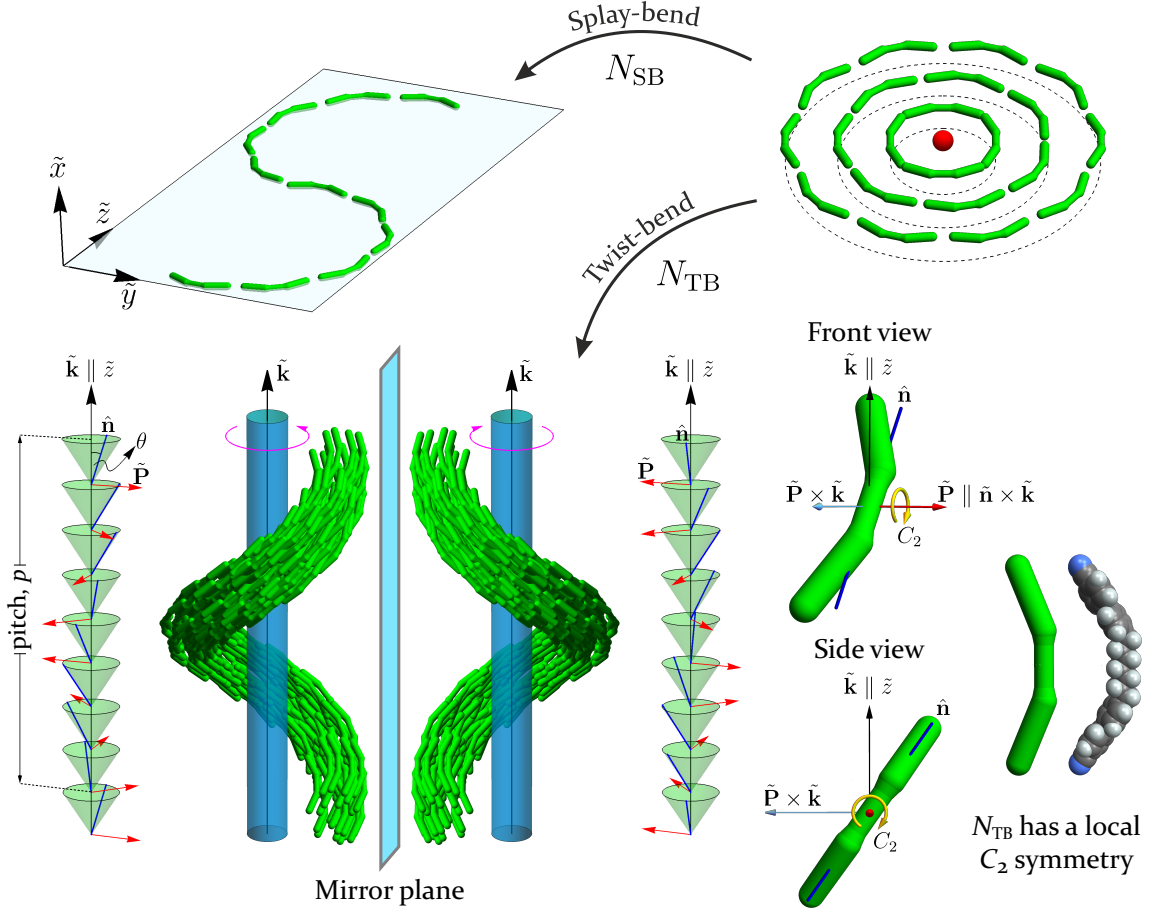 Splay-bend
N_SB
x̃
z̃
ỹ
Twist-bend
N_TB
k̃ ∥ z̃
n̂
θ
P̃
pitch, p
k̃
Mirror plane
k̃
k̃ ∥ z̃
n̂
P̃
Front view
k̃ ∥ z̃
n̂
P̃ × k̃
P̃ ∥ ñ × k̃
C₂
Side view
k̃ ∥ z̃
n̂
P̃ × k̃
C₂
N_TB has a local
C₂ symmetry